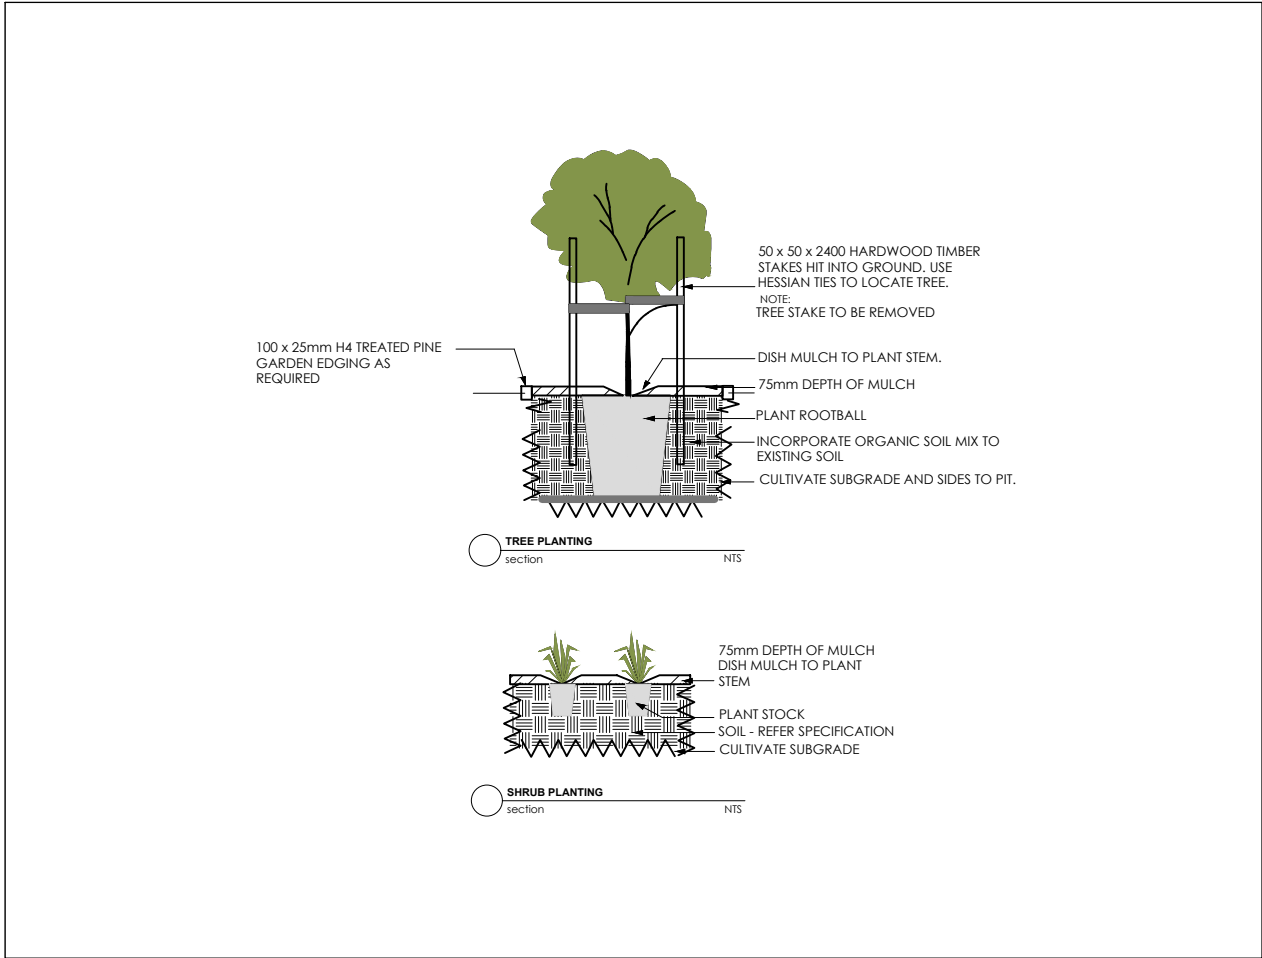 50 x 50 x 2400 HARDWOOD TIMBER
STAKES HIT INTO GROUND. USE
HESSIAN TIES TO LOCATE TREE.
NOTE:
TREE STAKE TO BE REMOVED
100 x 25mm H4 TREATED PINE
GARDEN EDGING AS
REQUIRED
DISH MULCH TO PLANT STEM.
75mm DEPTH OF MULCH
PLANT ROOTBALL
INCORPORATE ORGANIC SOIL MIX TO
EXISTING SOIL
CULTIVATE SUBGRADE AND SIDES TO PIT.
TREE PLANTING
section NTS
75mm DEPTH OF MULCH
DISH MULCH TO PLANT
STEM
PLANT STOCK
SOIL - REFER SPECIFICATION
CULTIVATE SUBGRADE
SHRUB PLANTING
section NTS